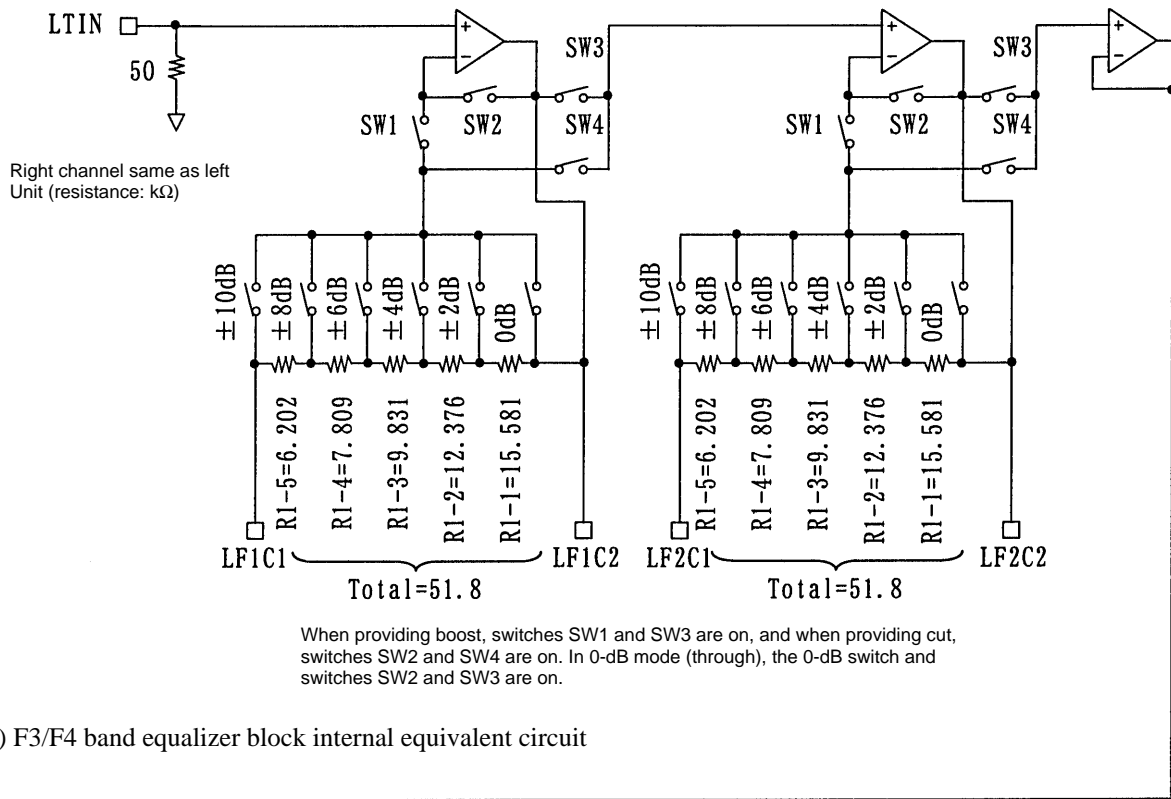 LTIN
50
+
−
SW1
SW2
SW3
SW4
+
−
SW1
SW2
SW3
SW4
+
−
Right channel same as left
Unit (resistance: kΩ)
±10dB
±8dB
±6dB
±4dB
±2dB
0dB
±10dB
±8dB
±6dB
±4dB
±2dB
0dB
R1−5=6.202
R1−4=7.809
R1−3=9.831
R1−2=12.376
R1−1=15.581
R1−5=6.202
R1−4=7.809
R1−3=9.831
R1−2=12.376
R1−1=15.581
LF1C1
LF1C2
LF2C1
LF2C2
Total=51.8
Total=51.8
When providing boost, switches SW1 and SW3 are on, and when providing cut,
switches SW2 and SW4 are on. In 0-dB mode (through), the 0-dB switch and
switches SW2 and SW3 are on.
) F3/F4 band equalizer block internal equivalent circuit